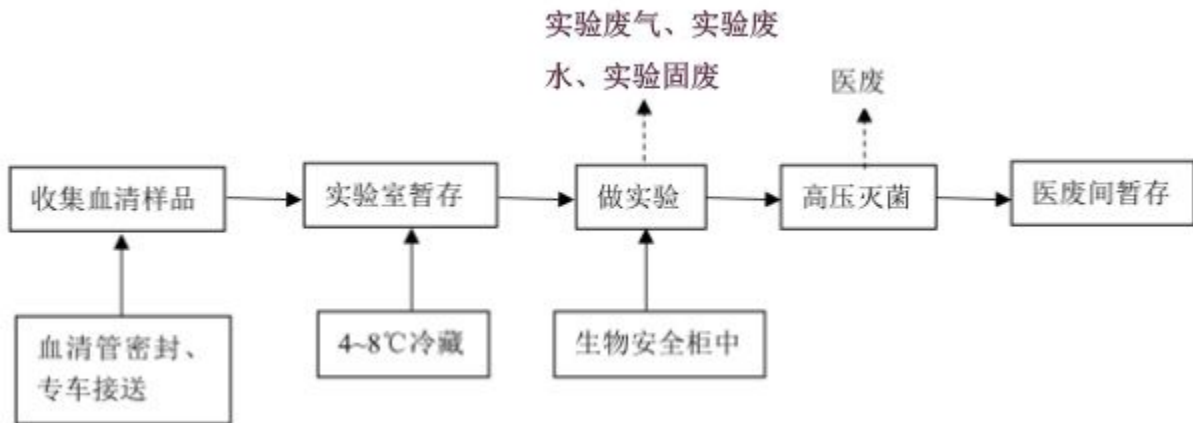 实验废气、实验废
水、实验固废
医废
收集血清样品
实验室暂存
做实验
高压灭菌
医废间暂存
血清管密封、
专车接送
4~8℃冷藏
生物安全柜中